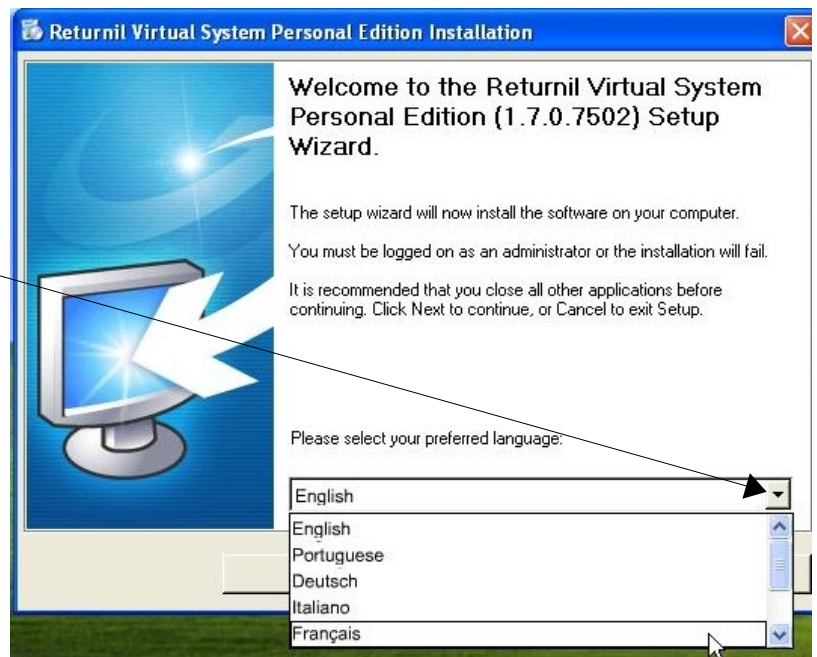 Returnil Virtual System Personal Edition Installation
Welcome to the Returnil Virtual System
Personal Edition (1.7.0.7502) Setup
Wizard.
The setup wizard will now install the software on your computer.
You must be logged on as an administrator or the installation will fail.
It is recommended that you close all other applications before
continuing. Click Next to continue, or Cancel to exit Setup.
Please select your preferred language:
English
English
Portuguese
Deutsch
Italiano
Français